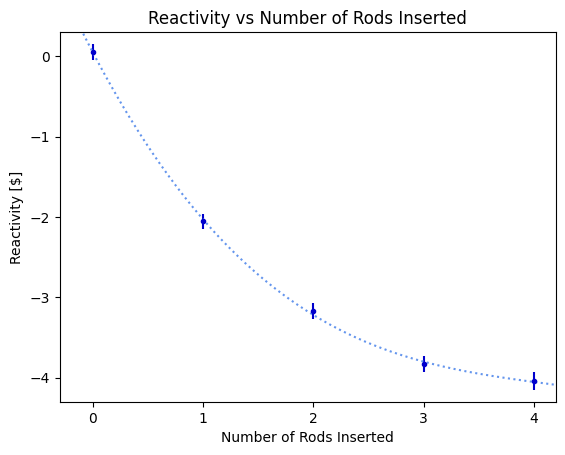 Reactivity vs Number of Rods Inserted
Reactivity [$]
0
−1
−2
−3
−4
0 1 2 3 4
Number of Rods Inserted